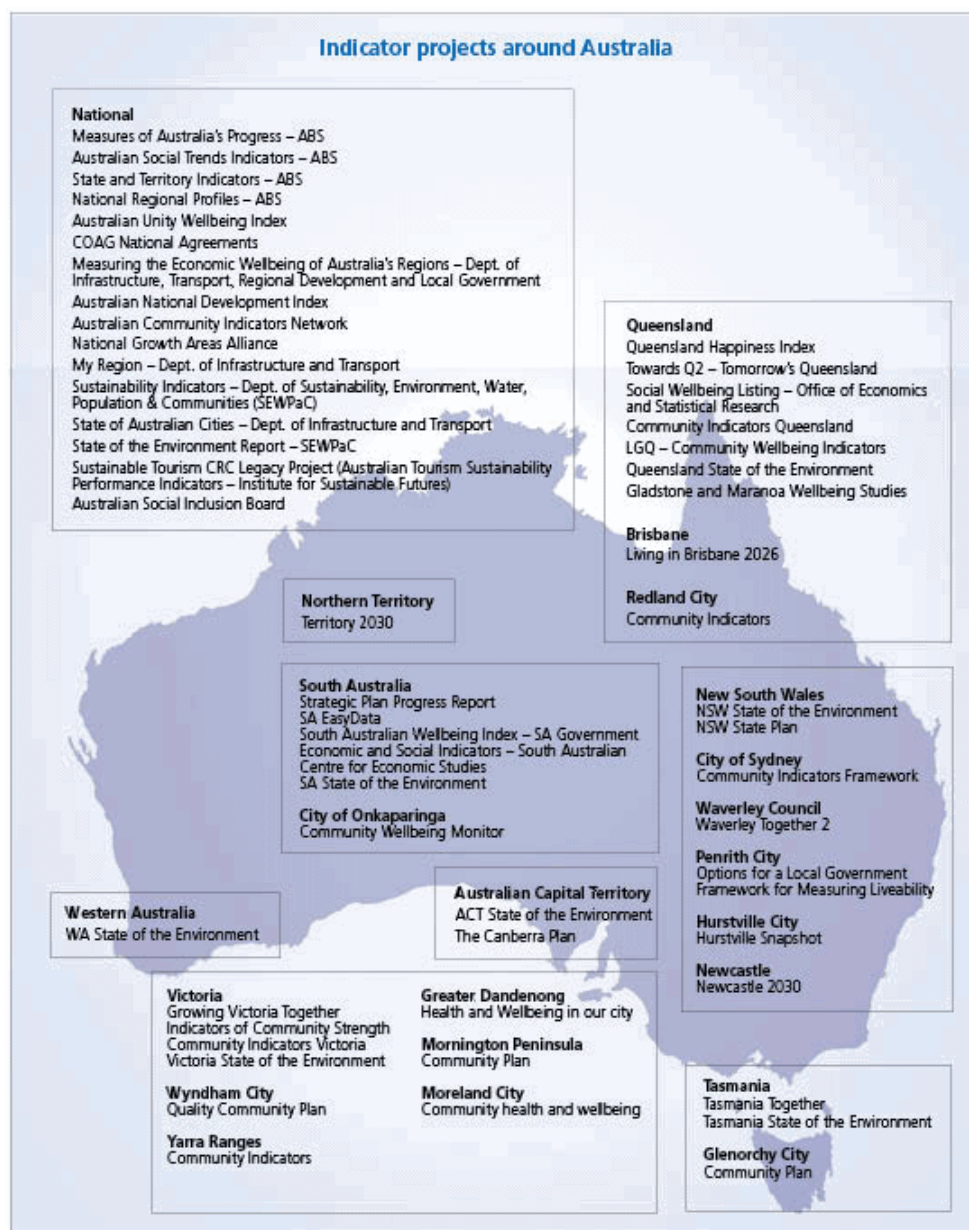 Indicator projects around Australia
National
Measures of Australia's Progress – ABS
Australian Social Trends Indicators – ABS
State and Territory Indicators – ABS
National Regional Profiles – ABS
Australian Unity Wellbeing Index
COAG National Agreements
Measuring the Economic Wellbeing of Australia's Regions – Dept. of
Infrastructure, Transport, Regional Development and Local Government
Australian National Development Index
Australian Community Indicators Network
National Growth Areas Alliance
My Region – Dept. of Infrastructure and Transport
Sustainability Indicators – Dept. of Sustainability, Environment, Water,
Population & Communities (SEWPaC)
State of Australian Cities – Dept. of Infrastructure and Transport
State of the Environment Report – SEWPaC
Sustainable Tourism CRC Legacy Project (Australian Tourism Sustainability
Performance Indicators – Institute for Sustainable Futures)
Australian Social Inclusion Board
Queensland
Queensland Happiness Index
Towards Q2 – Tomorrow's Queensland
Social Wellbeing Listing – Office of Economics
and Statistical Research
Community Indicators Queensland
LGQ – Community Wellbeing Indicators
Queensland State of the Environment
Gladstone and Maranoa Wellbeing Studies
Brisbane
Living in Brisbane 2026
Redland City
Community Indicators
Northern Territory
Territory 2030
South Australia
Strategic Plan Progress Report
SA EasyData
South Australian Wellbeing Index – SA Government
Economic and Social Indicators – South Australian
Centre for Economic Studies
SA State of the Environment
City of Onkaparinga
Community Wellbeing Monitor
New South Wales
NSW State of the Environment
NSW State Plan
City of Sydney
Community Indicators Framework
Waverley Council
Waverley Together 2
Penrith City
Options for a Local Government
Framework for Measuring Liveability
Hurstville City
Hurstville Snapshot
Newcastle
Newcastle 2030
Western Australia
WA State of the Environment
Australian Capital Territory
ACT State of the Environment
The Canberra Plan
Victoria
Growing Victoria Together
Indicators of Community Strength
Community Indicators Victoria
Victoria State of the Environment
Wyndham City
Quality Community Plan
Yarra Ranges
Community Indicators
Greater Dandenong
Health and Wellbeing in our city
Mornington Peninsula
Community Plan
Moreland City
Community health and wellbeing
Tasmania
Tasmania Together
Tasmania State of the Environment
Glenorchy City
Community Plan